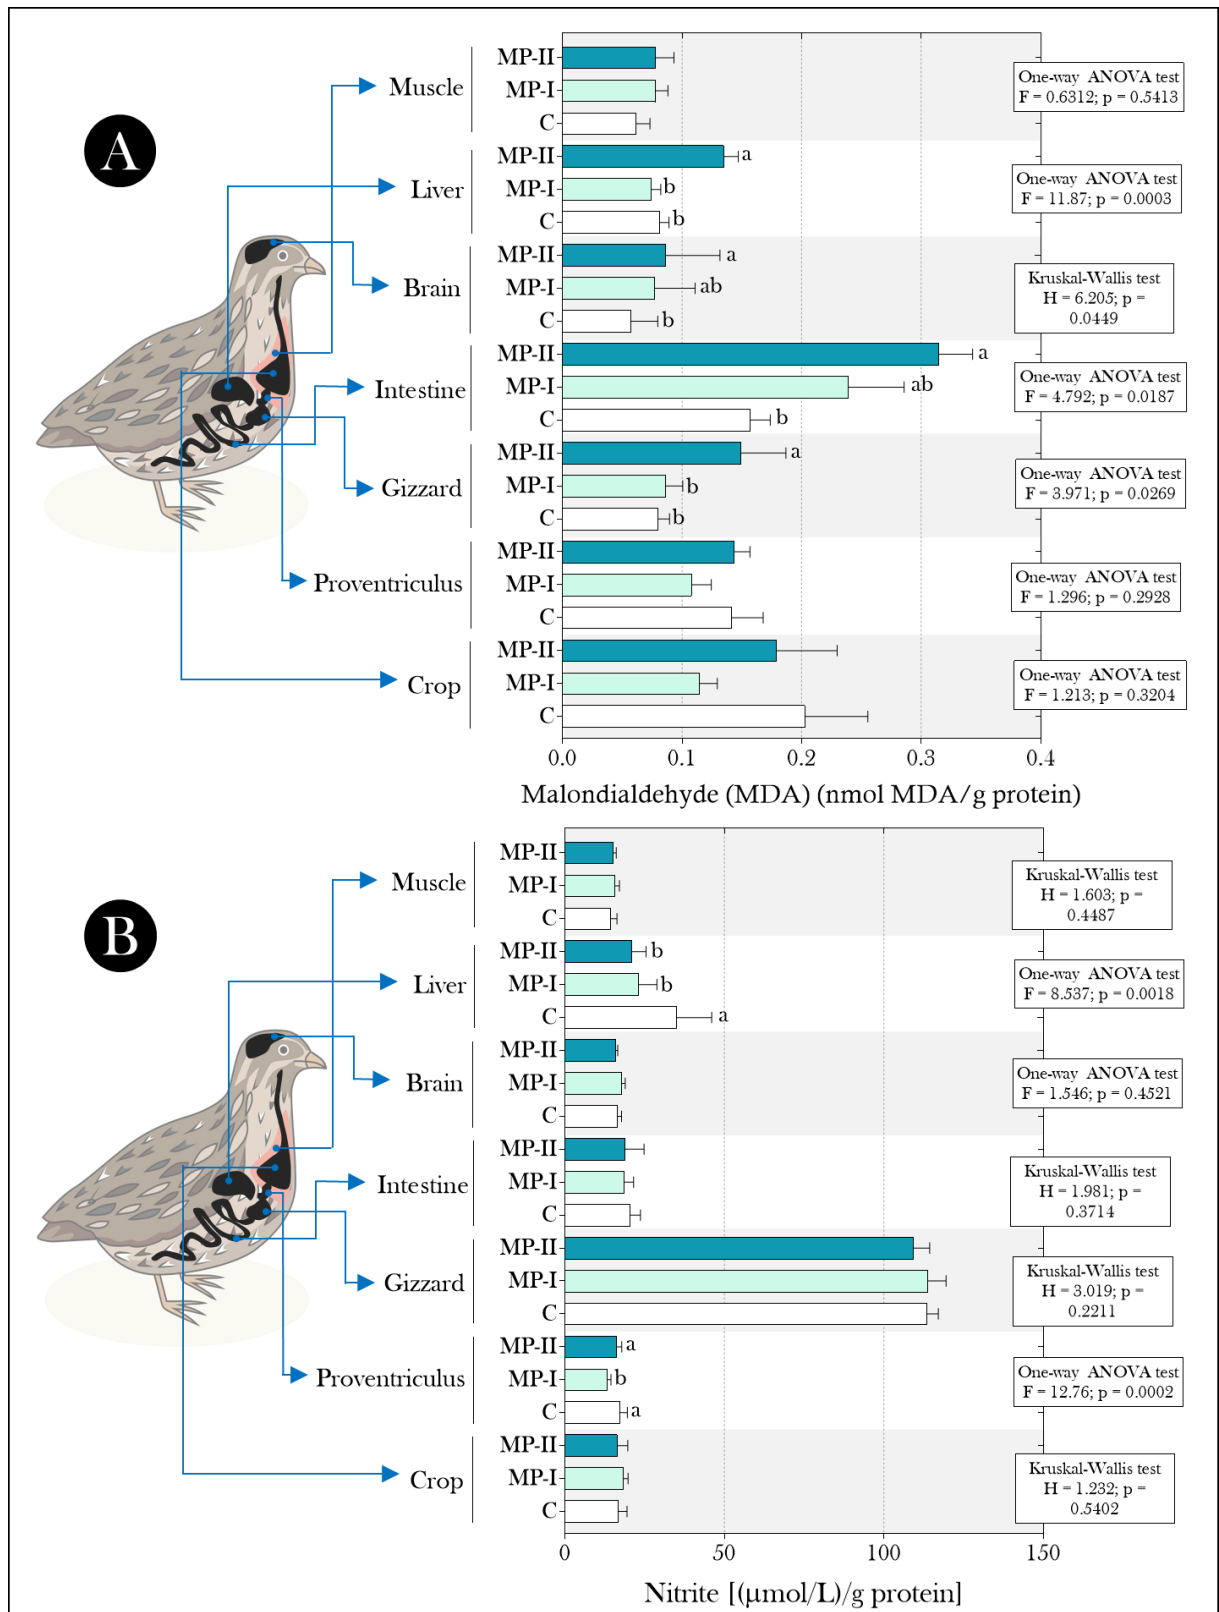 A
Muscle
MP-II
MP-I
C
One-way ANOVA test
F = 0.6312; p = 0.5413
Liver
MP-II a
MP-I b
C b
One-way ANOVA test
F = 11.87; p = 0.0003
Brain
MP-II a
MP-I ab
C b
Kruskal-Wallis test
H = 6.205; p =
0.0449
Intestine
MP-II a
MP-I ab
C b
One-way ANOVA test
F = 4.792; p = 0.0187
Gizzard
MP-II a
MP-I b
C b
One-way ANOVA test
F = 3.971; p = 0.0269
Proventriculus
MP-II
MP-I
C
One-way ANOVA test
F = 1.296; p = 0.2928
Crop
MP-II
MP-I
C
One-way ANOVA test
F = 1.213; p = 0.3204
0.0 0.1 0.2 0.3 0.4
Malondialdehyde (MDA) (nmol MDA/g protein)
B
Muscle
MP-II
MP-I
C
Kruskal-Wallis test
H = 1.603; p =
0.4487
Liver
MP-II b
MP-I b
C a
One-way ANOVA test
F = 8.537; p = 0.0018
Brain
MP-II
MP-I
C
One-way ANOVA test
F = 1.546; p = 0.4521
Intestine
MP-II
MP-I
C
Kruskal-Wallis test
H = 1.981; p =
0.3714
Gizzard
MP-II
MP-I
C
Kruskal-Wallis test
H = 3.019; p =
0.2211
Proventriculus
MP-II a
MP-I b
C a
One-way ANOVA test
F = 12.76; p = 0.0002
Crop
MP-II
MP-I
C
Kruskal-Wallis test
H = 1.232; p =
0.5402
0 50 100 150
Nitrite [(µmol/L)/g protein]